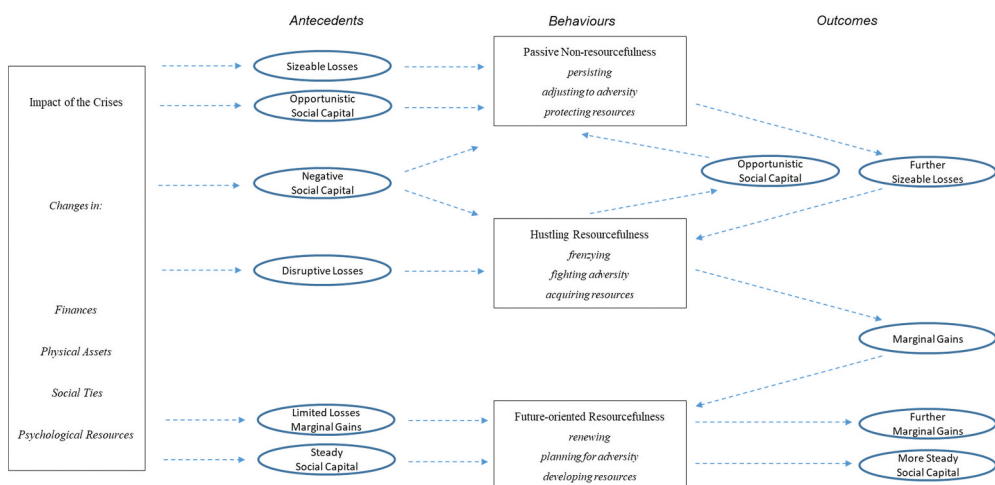 Antecedents
Behaviours
Outcomes
Impact of the Crises
Changes in:
Finances
Physical Assets
Social Ties
Psychological Resources
Sizeable Losses
Opportunistic
Social Capital
Negative
Social Capital
Disruptive Losses
Limited Losses
Marginal Gains
Steady
Social Capital
Passive Non-resourcefulness
persisting
adjusting to adversity
protecting resources
Hustling Resourcefulness
frenzying
fighting adversity
acquiring resources
Future-oriented Resourcefulness
renewing
planning for adversity
developing resources
Opportunistic
Social Capital
Further
Sizeable Losses
Marginal Gains
Further
Marginal Gains
More Steady
Social Capital